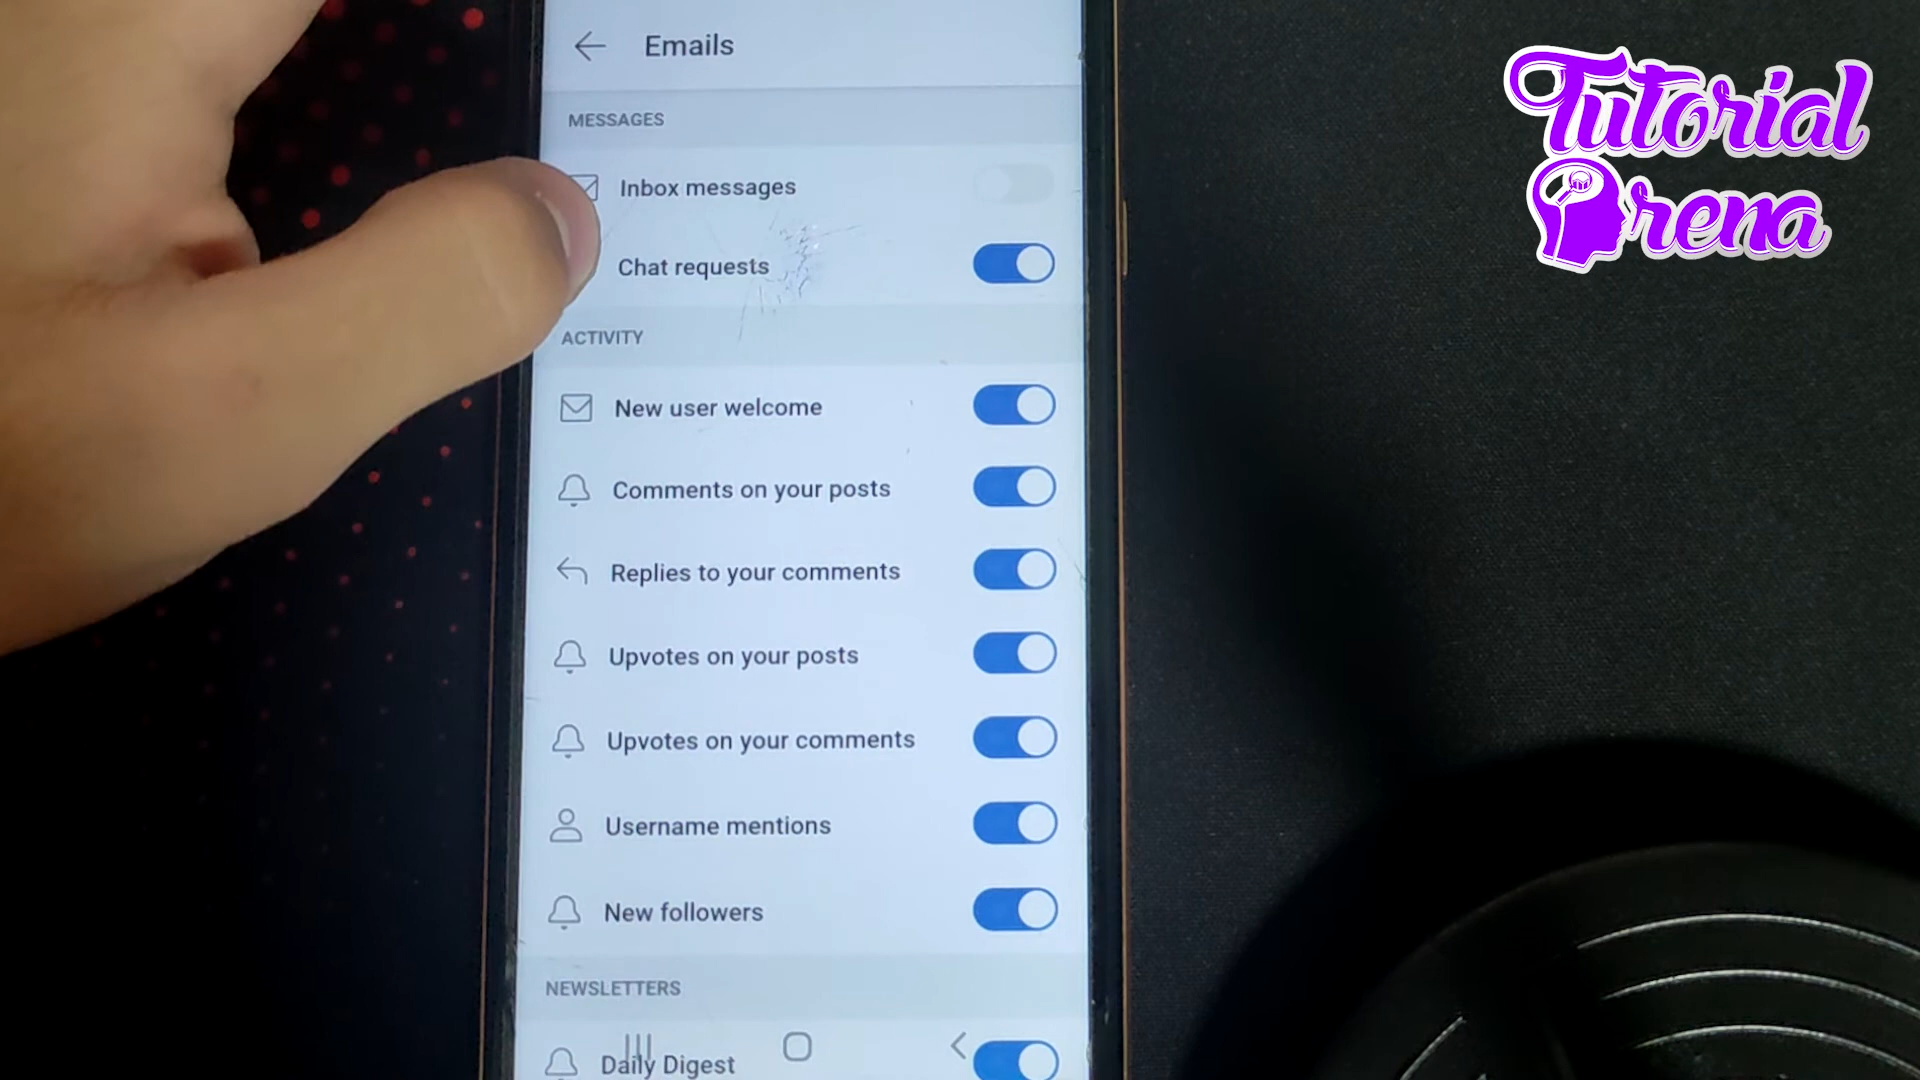 Emails
MESSAGES
Inbox messages
Chat requests
ACTIVITY
New user welcome
Comments on your posts
Replies to your comments
Upvotes on your posts
Upvotes on your comments
Username mentions
New followers
NEWSLETTERS
Daily Digest
Tutorial
Arena